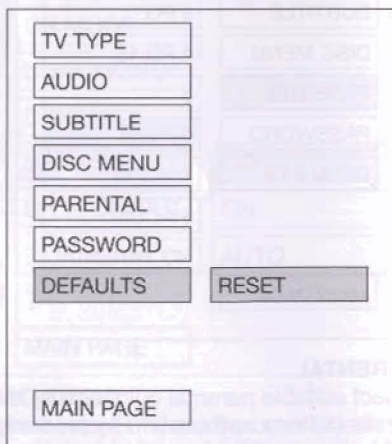 TV TYPE
AUDIO
SUBTITLE
DISC MENU
PARENTAL
PASSWORD
DEFAULTS RESET
MAIN PAGE